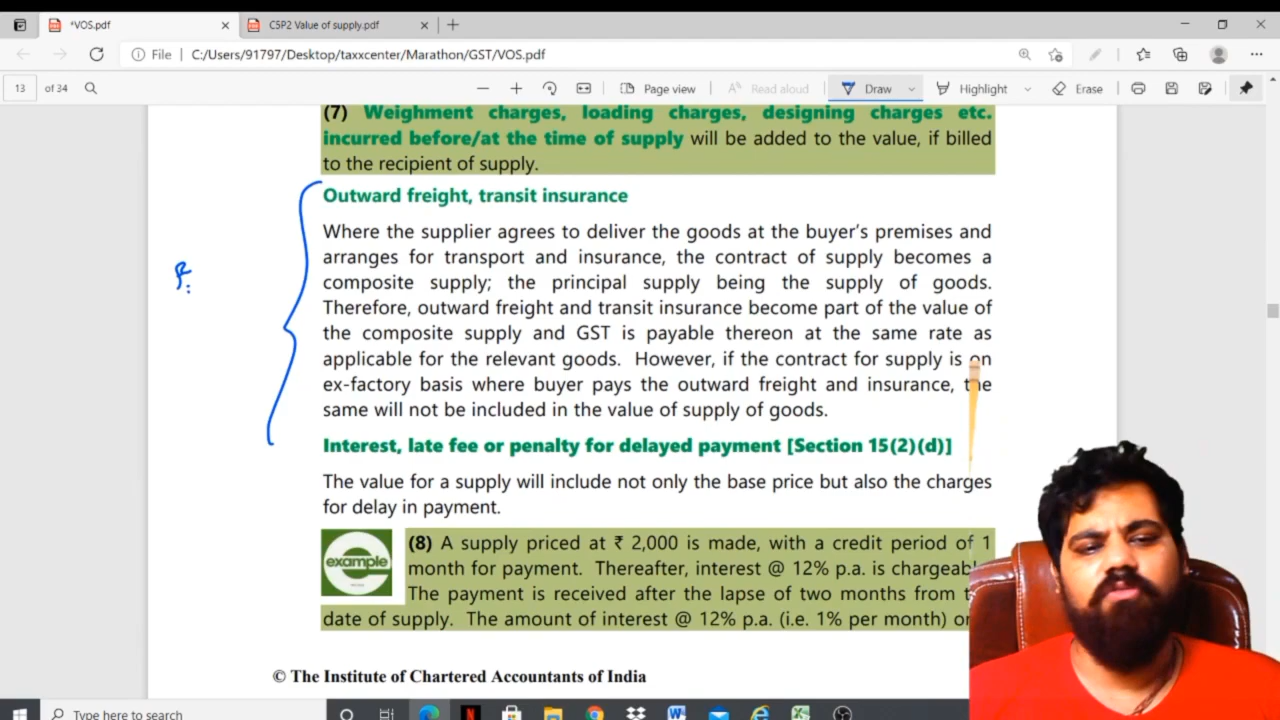 *VOS.pdf
C5P2 Value of supply.pdf
File
C:/Users/91797/Desktop/taxxcenter/Marathon/GST/VOS.pdf
13 of 34
Page view
Read aloud
Draw
Highlight
Erase
(7) Weighment charges, loading charges, designing charges etc.
incurred before/at the time of supply will be added to the value, if billed
to the recipient of supply.
Outward freight, transit insurance
Where the supplier agrees to deliver the goods at the buyer's premises and
arranges for transport and insurance, the contract of supply becomes a
composite supply; the principal supply being the supply of goods.
Therefore, outward freight and transit insurance become part of the value of
the composite supply and GST is payable thereon at the same rate as
applicable for the relevant goods. However, if the contract for supply is on
ex-factory basis where buyer pays the outward freight and insurance, the
same will not be included in the value of supply of goods.
Interest, late fee or penalty for delayed payment [Section 15(2)(d)]
The value for a supply will include not only the base price but also the charges
for delay in payment.
example
(8) A supply priced at ₹ 2,000 is made, with a credit period of 1
month for payment. Thereafter, interest @ 12% p.a. is chargeabl
The payment is received after the lapse of two months from t
date of supply. The amount of interest @ 12% p.a. (i.e. 1% per month) o
© The Institute of Chartered Accountants of India
Type here to search